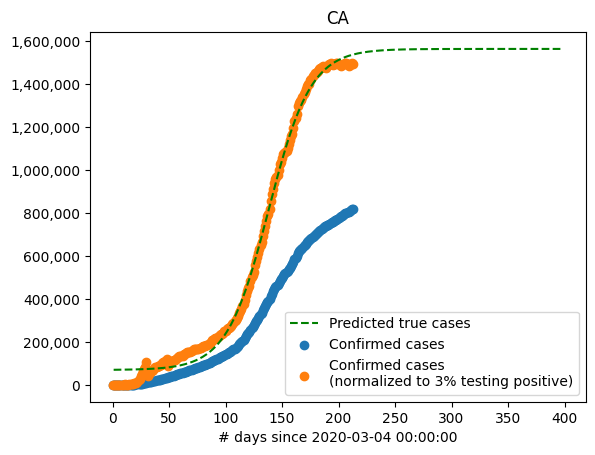 CA
1,600,000
1,400,000
1,200,000
1,000,000
800,000
600,000
400,000
200,000
0
Predicted true cases
Confirmed cases
Confirmed cases
(normalized to 3% testing positive)
0 50 100 150 200 250 300 350 400
# days since 2020-03-04 00:00:00